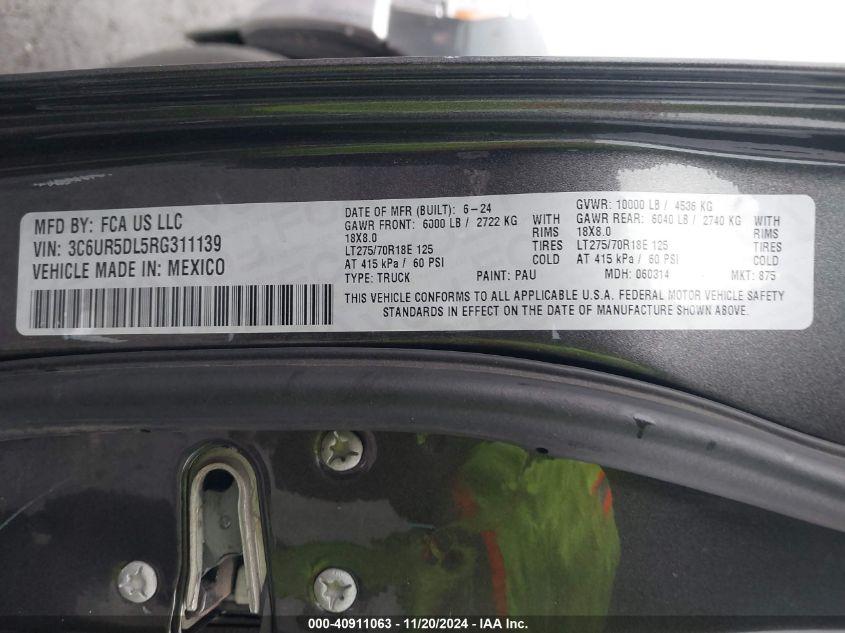 MFD BY: FCA US LLC
VIN: 3C6UR5DL5RG311139
VEHICLE MADE IN: MEXICO
DATE OF MFR (BUILT): 6-24
GAWR FRONT: 6000 LB / 2722 KG WITH
18X8.0 RIMS
LT275/70R18E 125 TIRES
AT 415 kPa / 60 PSI COLD
TYPE: TRUCK PAINT: PAU MDH: 060314 MKT: 875
GVWR: 10000 LB / 4536 KG
GAWR REAR: 6040 LB / 2740 KG WITH
18X8.0 RIMS
LT275/70R18E 125 TIRES
AT 415 kPa / 60 PSI COLD
THIS VEHICLE CONFORMS TO ALL APPLICABLE U.S.A. FEDERAL MOTOR VEHICLE SAFETY
STANDARDS IN EFFECT ON THE DATE OF MANUFACTURE SHOWN ABOVE.
000-40911063 - 11/20/2024 - IAA Inc.